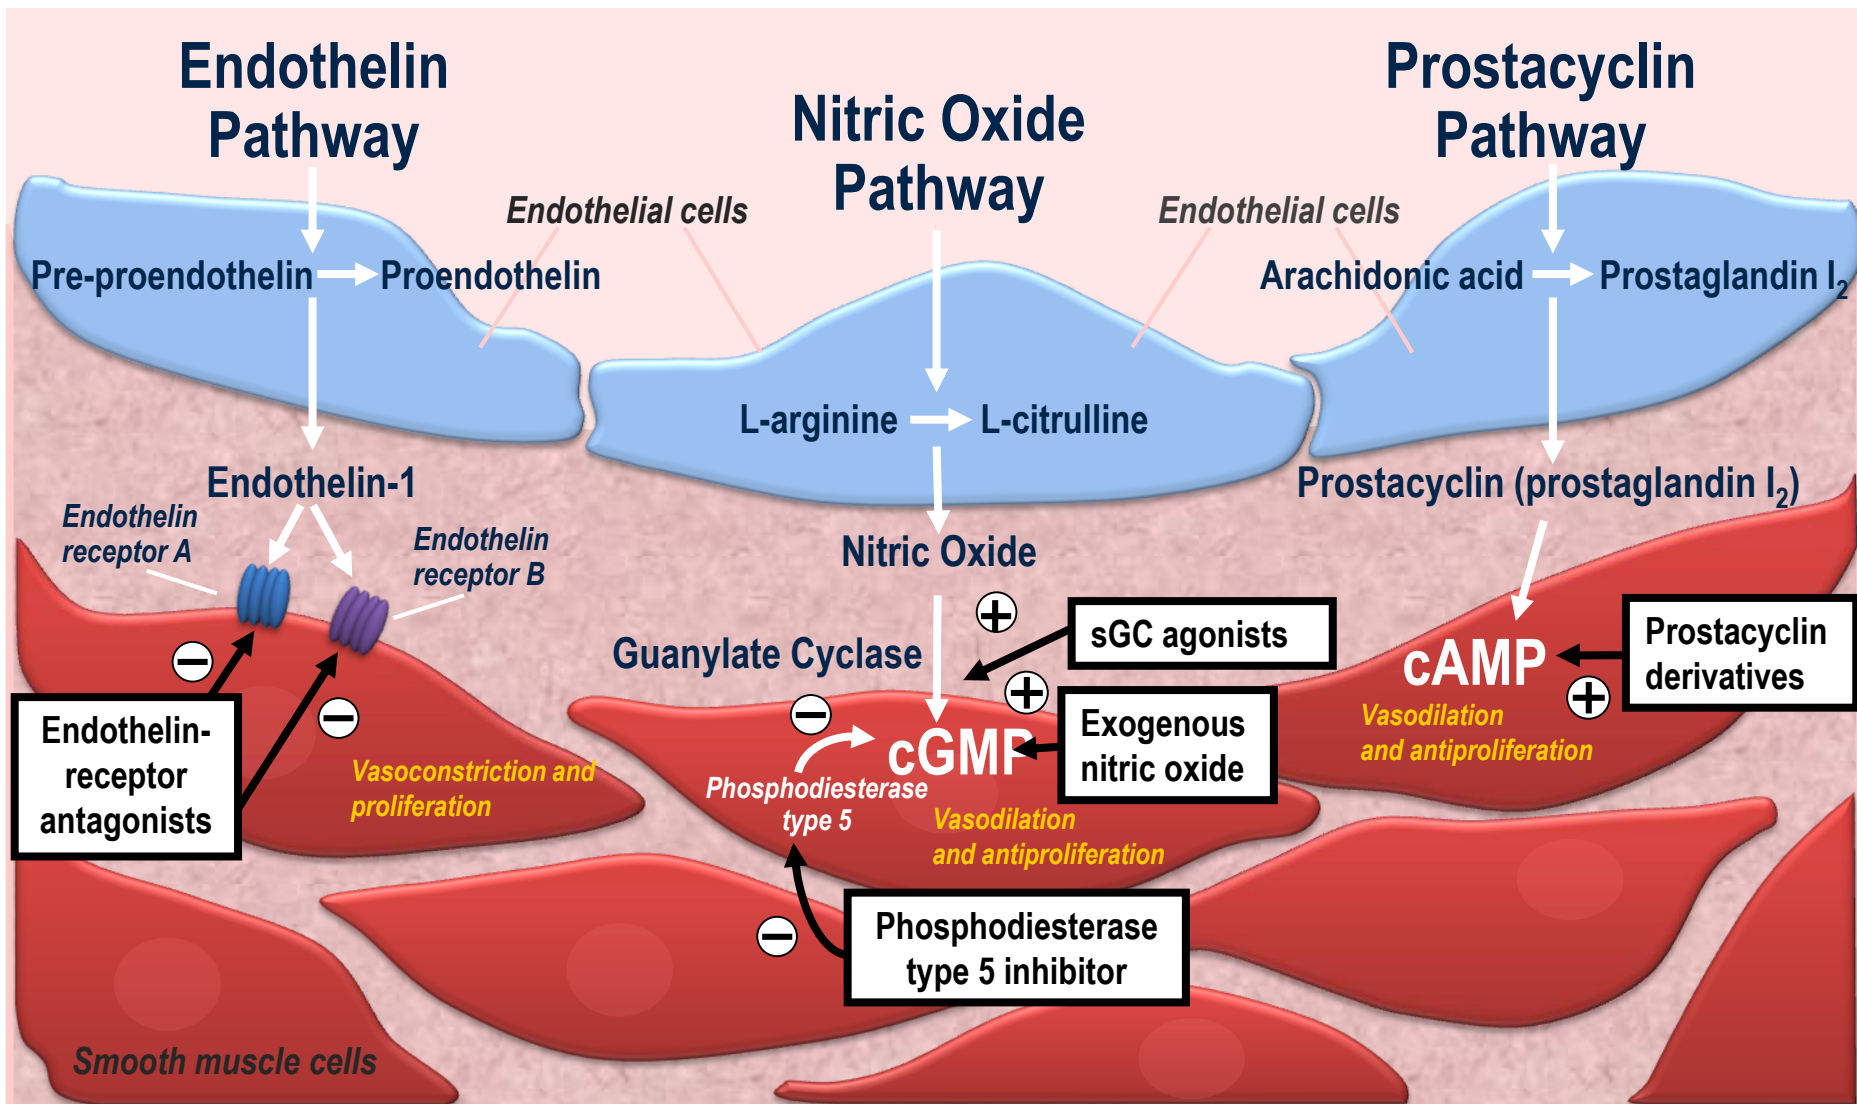 Endothelin
Pathway
Nitric Oxide
Pathway
Prostacyclin
Pathway
Endothelial cells
Endothelial cells
Pre-proendothelin
Proendothelin
Arachidonic acid
Prostaglandin I₂
L-arginine
L-citrulline
Endothelin-1
Prostacyclin (prostaglandin I₂)
Endothelin
receptor A
Endothelin
receptor B
Nitric Oxide
Guanylate Cyclase
+
sGC agonists
cAMP
Prostacyclin
derivatives
+
Vasodilation
and antiproliferation
−
−
Endothelin-
receptor
antagonists
Vasoconstriction and
proliferation
−
+
cGMP
Exogenous
nitric oxide
Phosphodiesterase
type 5
Vasodilation
and antiproliferation
−
Phosphodiesterase
type 5 inhibitor
Smooth muscle cells